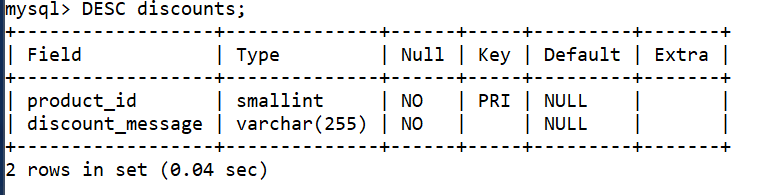 mysql> DESC discounts;
+------------------+--------------+------+-----+---------+-------+
| Field            | Type         | Null | Key | Default | Extra |
+------------------+--------------+------+-----+---------+-------+
| product_id       | smallint     | NO   | PRI | NULL    |       |
| discount_message | varchar(255) | NO   |     | NULL    |       |
+------------------+--------------+------+-----+---------+-------+
2 rows in set (0.04 sec)